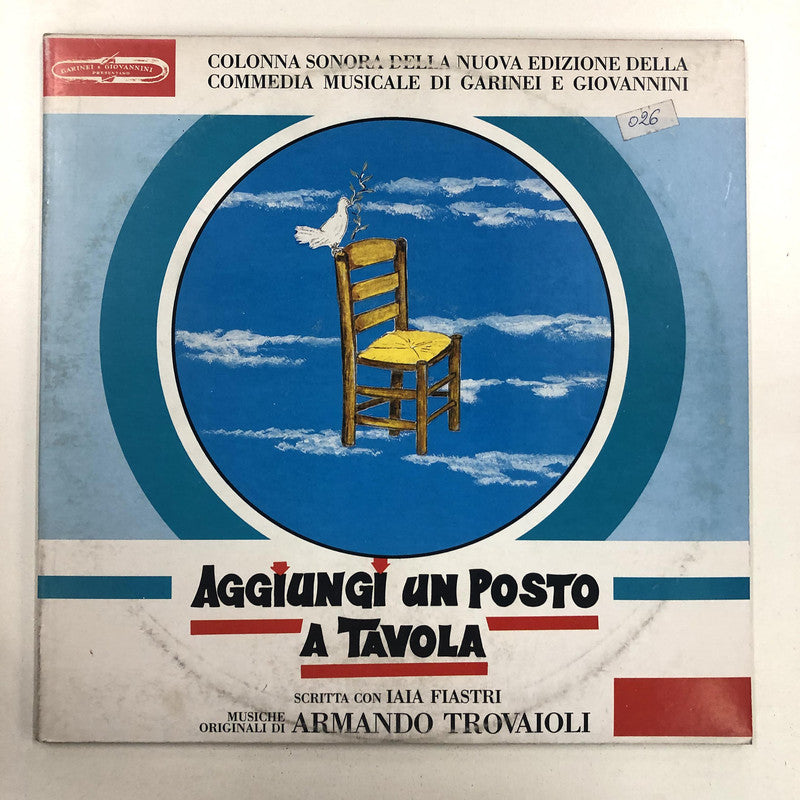 GARINEI e GIOVANNINI
PRESENTANO
COLONNA SONORA DELLA NUOVA EDIZIONE DELLA
COMMEDIA MUSICALE DI GARINEI E GIOVANNINI
026
AGGiUNGi UN POSTO
A TAVOLA
SCRITTA CON IAIA FIASTRI
MUSICHE
ORIGINALI DI ARMANDO TROVAIOLI